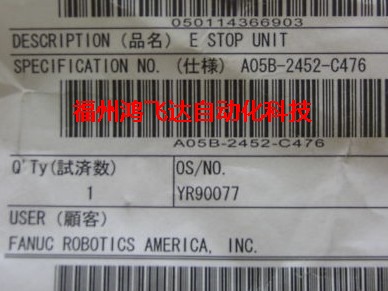 050114366903
DESCRIPTION (品名) E STOP UNIT
SPECIFICATION NO. (仕様) A05B-2452-C476
福州鸿飞达自动化科技
A05B-2452-C476
Q'Ty(試済数) OS/NO.
1 YR90077
USER (顧客)
FANUC ROBOTICS AMERICA, INC.